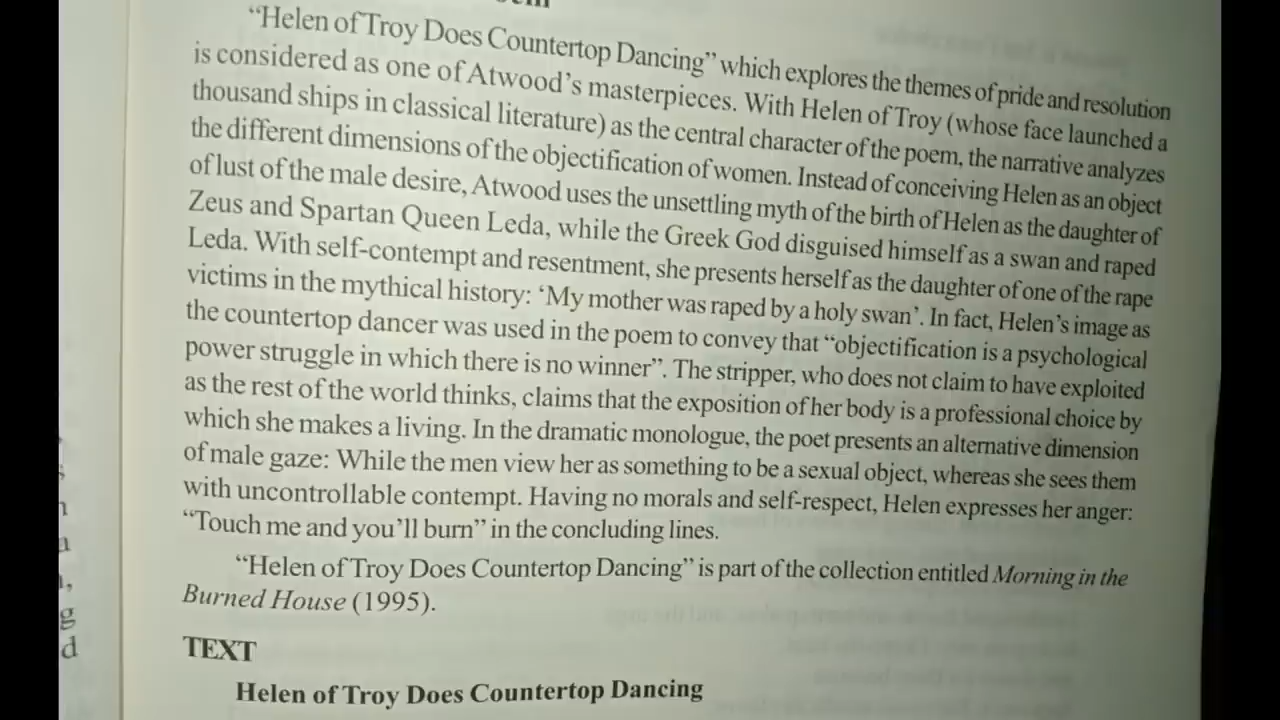 “Helen of Troy Does Countertop Dancing” which explores the themes of pride and resolution
is considered as one of Atwood’s masterpieces. With Helen of Troy (whose face launched a
thousand ships in classical literature) as the central character of the poem, the narrative analyzes
the different dimensions of the objectification of women. Instead of conceiving Helen as an object
of lust of the male desire, Atwood uses the unsettling myth of the birth of Helen as the daughter of
Zeus and Spartan Queen Leda, while the Greek God disguised himself as a swan and raped
Leda. With self-contempt and resentment, she presents herself as the daughter of one of the rape
victims in the mythical history: ‘My mother was raped by a holy swan’. In fact, Helen’s image as
the countertop dancer was used in the poem to convey that “objectification is a psychological
power struggle in which there is no winner”. The stripper, who does not claim to have exploited
as the rest of the world thinks, claims that the exposition of her body is a professional choice by
which she makes a living. In the dramatic monologue, the poet presents an alternative dimension
of male gaze: While the men view her as something to be a sexual object, whereas she sees them
with uncontrollable contempt. Having no morals and self-respect, Helen expresses her anger:
“Touch me and you’ll burn” in the concluding lines.
“Helen of Troy Does Countertop Dancing” is part of the collection entitled Morning in the
Burned House (1995).
TEXT
Helen of Troy Does Countertop Dancing